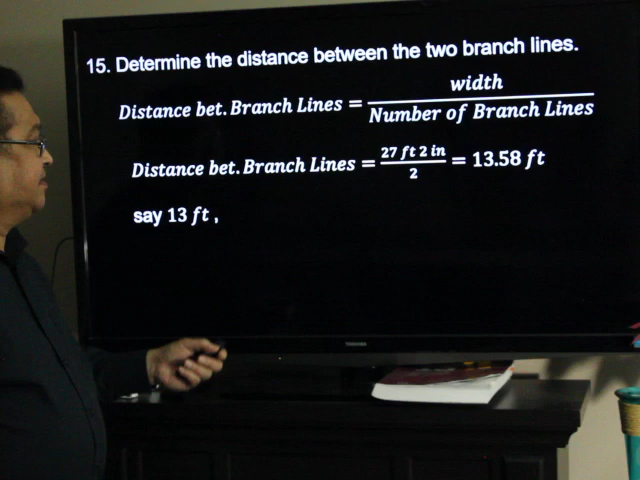 15. Determine the distance between the two branch lines.
Distance bet. Branch Lines = width / Number of Branch Lines
Distance bet. Branch Lines = 27 ft 2 in / 2 = 13.58 ft
say 13 ft ,
TOSHIBA